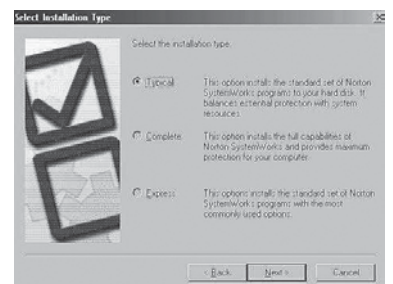 Select Installation Type
Select the installation type.
Typical
This option installs the standard set of Norton
SystemWorks programs to your hard disk. It
balances essential protection with system
resources.
Complete
This option installs the full capabilities of
Norton SystemWorks and provides maximum
protection for your computer.
Express
This options installs the standard set of Norton
SystemWorks programs with the most
commonly used options.
< Back
Next >
Cancel